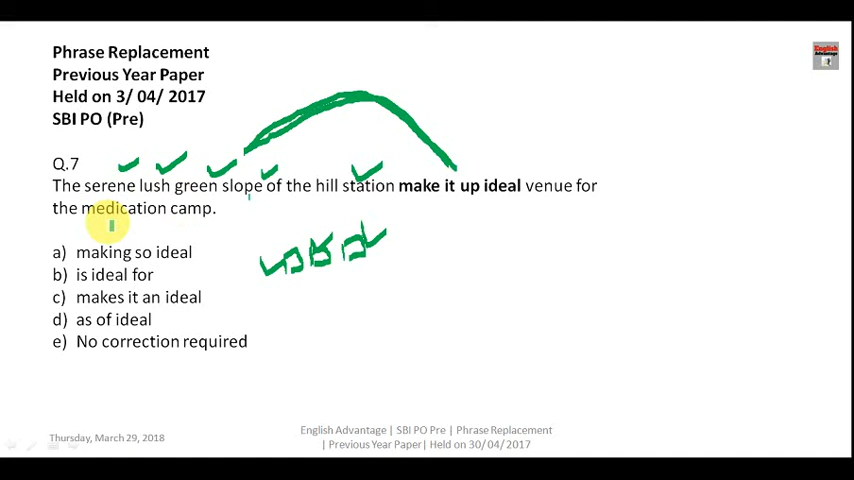 Phrase Replacement
Previous Year Paper
Held on 3/ 04/ 2017
SBI PO (Pre)
English
Advantage
Q.7
The serene lush green slope of the hill station make it up ideal venue for
the medication camp.
a) making so ideal
b) is ideal for
c) makes it an ideal
d) as of ideal
e) No correction required
Thursday, March 29, 2018
English Advantage| SBI PO Pre | Phrase Replacement
| Previous Year Paper| Held on 30/ 04/ 2017